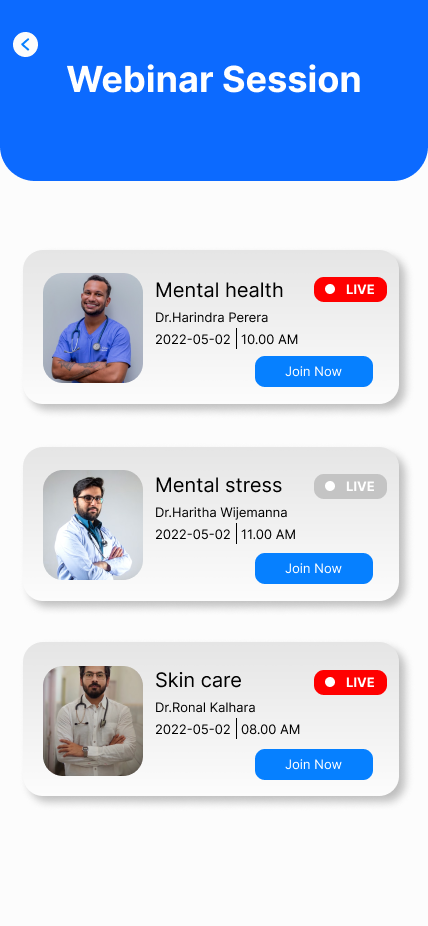 Webinar Session
Mental health
LIVE
Dr.Harindra Perera
2022-05-02 | 10.00 AM
Join Now
Mental stress
LIVE
Dr.Haritha Wijemanna
2022-05-02 | 11.00 AM
Join Now
Skin care
LIVE
Dr.Ronal Kalhara
2022-05-02 | 08.00 AM
Join Now